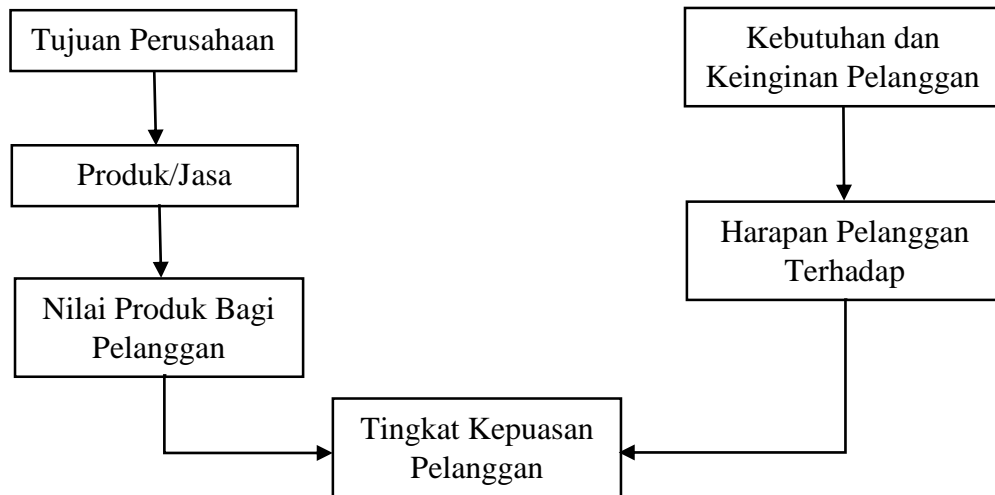 Tujuan Perusahaan
Kebutuhan dan
Keinginan Pelanggan
Produk/Jasa
Harapan Pelanggan
Terhadap
Nilai Produk Bagi
Pelanggan
Tingkat Kepuasan
Pelanggan